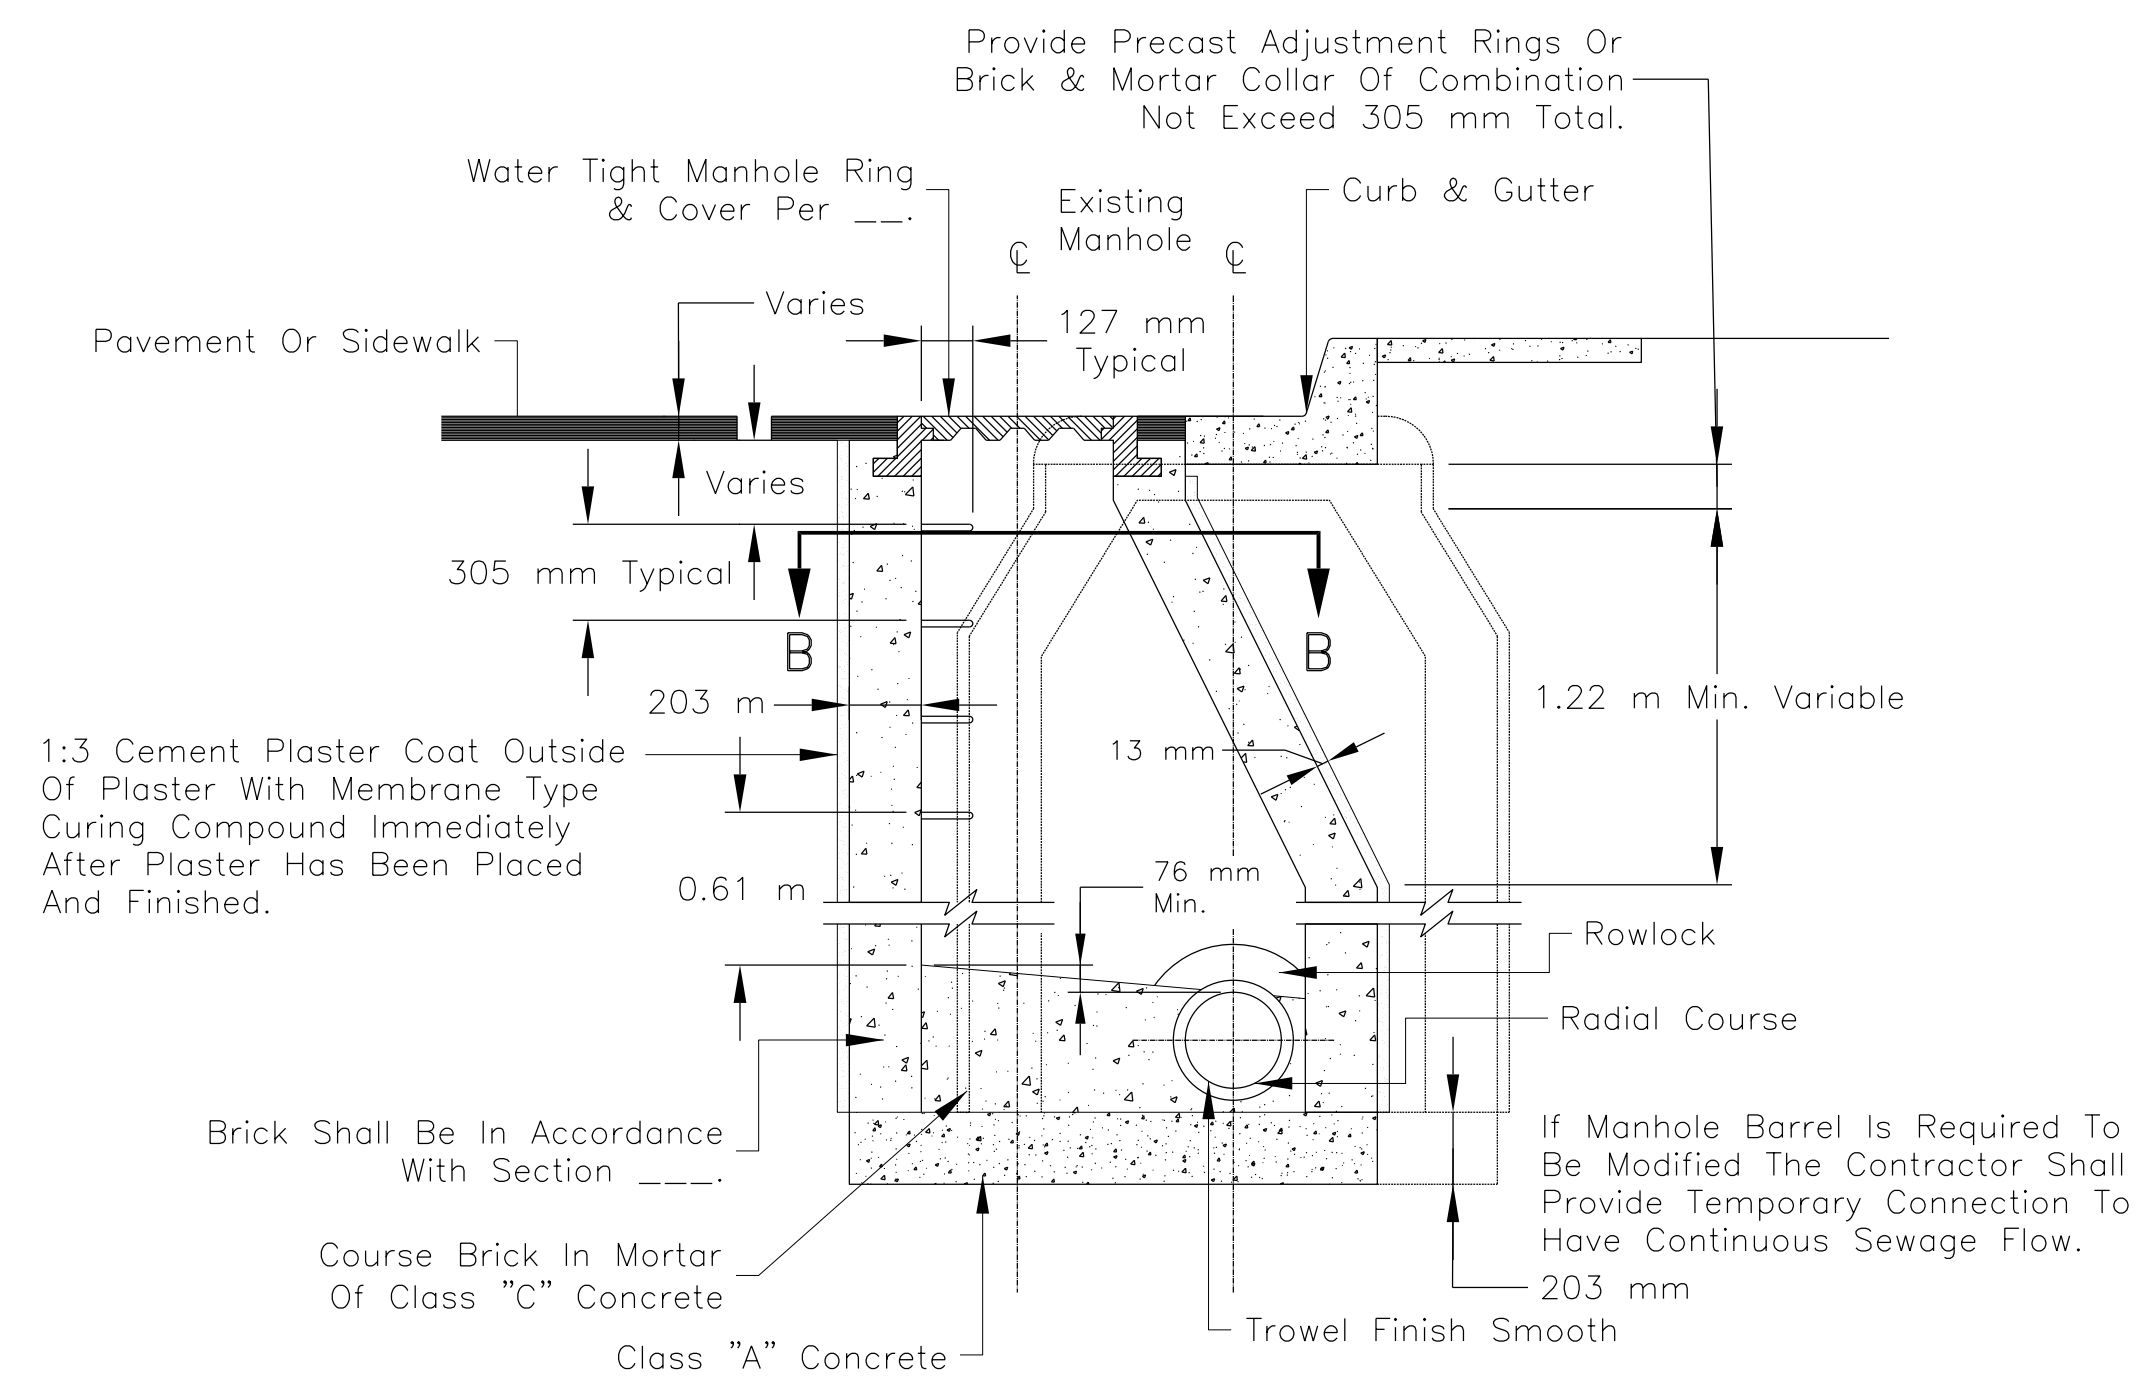 Provide Precast Adjustment Rings Or
Brick & Mortar Collar Of Combination
Not Exceed 305 mm Total.
Water Tight Manhole Ring
& Cover Per __.
Existing
Manhole
Curb & Gutter
℄
℄
Varies
127 mm
Typical
Pavement Or Sidewalk
Varies
305 mm Typical
B
B
203 m
1.22 m Min. Variable
13 mm
1:3 Cement Plaster Coat Outside
Of Plaster With Membrane Type
Curing Compound Immediately
After Plaster Has Been Placed
And Finished.
0.61 m
76 mm
Min.
Rowlock
Radial Course
Brick Shall Be In Accordance
With Section ___.
If Manhole Barrel Is Required To
Be Modified The Contractor Shall
Provide Temporary Connection To
Have Continuous Sewage Flow.
Course Brick In Mortar
Of Class "C" Concrete
203 mm
Trowel Finish Smooth
Class "A" Concrete